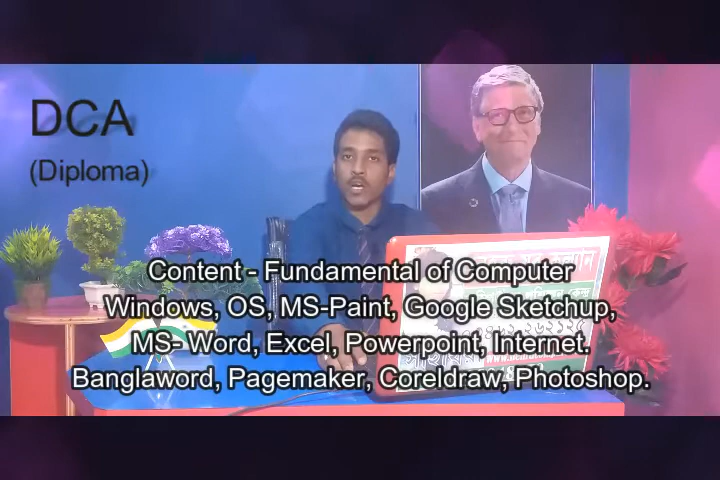 DCA
(Diploma)
Content - Fundamental of Computer
Windows, OS, MS-Paint, Google Sketchup,
MS- Word, Excel, Powerpoint, Internet.
Banglaword, Pagemaker, Coreldraw, Photoshop.